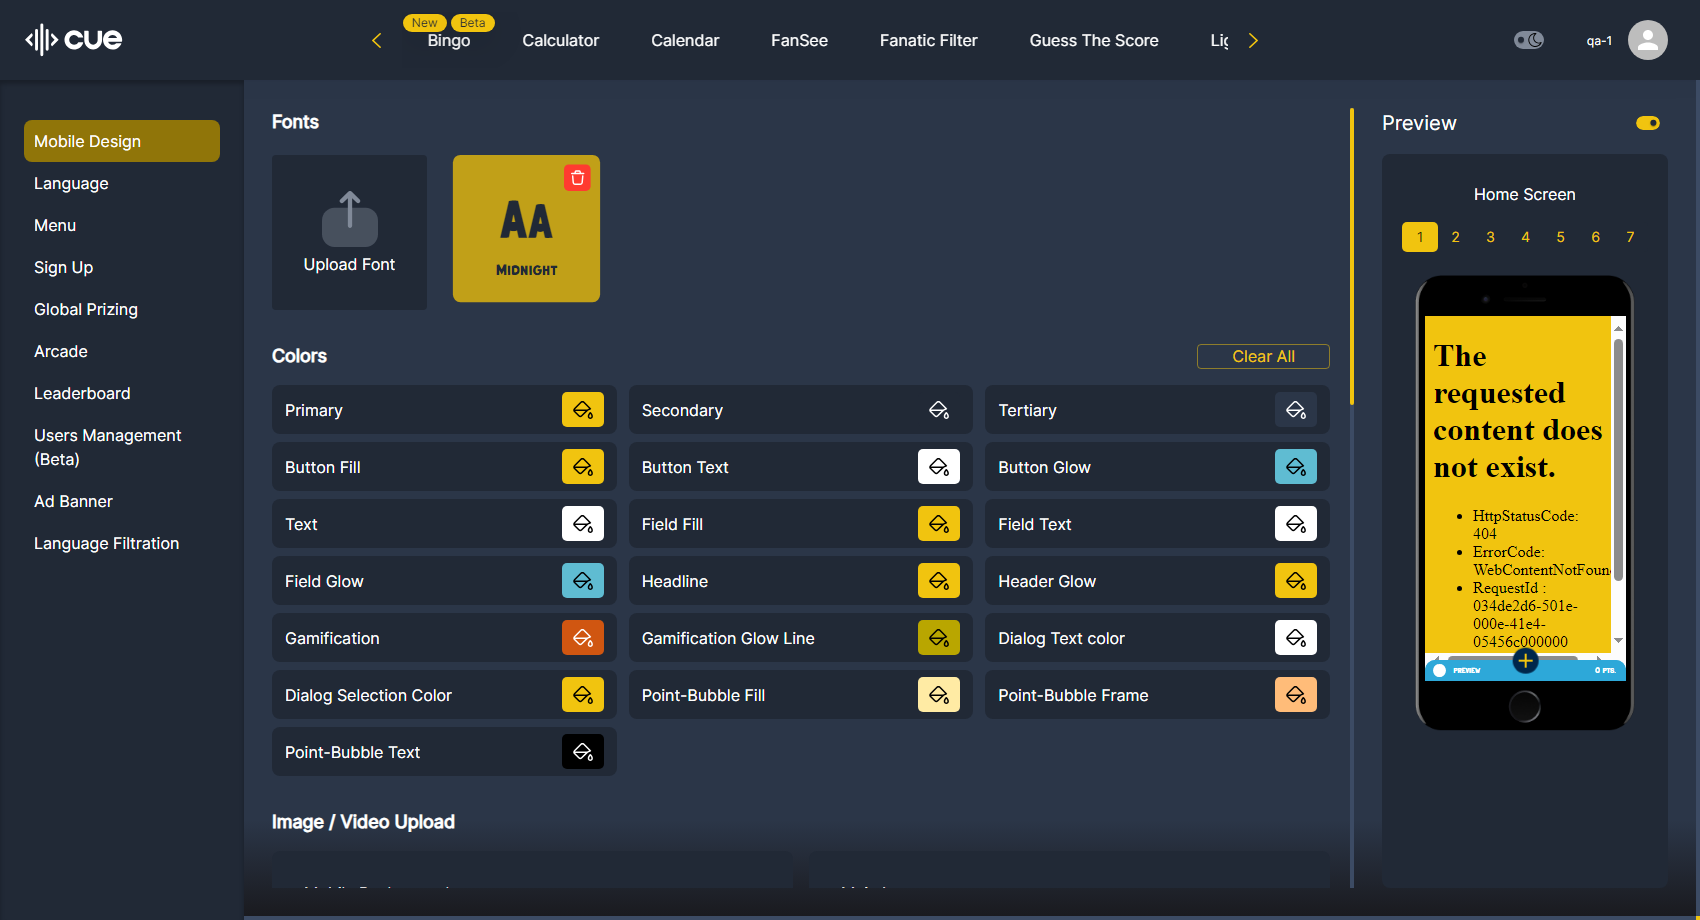 cue
New
Beta
Bingo
Calculator
Calendar
FanSee
Fanatic Filter
Guess The Score
qa-1
Mobile Design
Language
Menu
Sign Up
Global Prizing
Arcade
Leaderboard
Users Management
(Beta)
Ad Banner
Language Filtration
Fonts
Upload Font
AA
MIDNIGHT
Colors
Clear All
Primary
Secondary
Tertiary
Button Fill
Button Text
Button Glow
Text
Field Fill
Field Text
Field Glow
Headline
Header Glow
Gamification
Gamification Glow Line
Dialog Text color
Dialog Selection Color
Point-Bubble Fill
Point-Bubble Frame
Point-Bubble Text
Image / Video Upload
Preview
Home Screen
1 2 3 4 5 6 7
The
requested
content does
not exist.
HttpStatusCode:
404
ErrorCode:
WebContentNotFoun
RequestId :
034de2d6-501e-
000e-41e4-
05456c000000
PREVIEW
0 PTS.